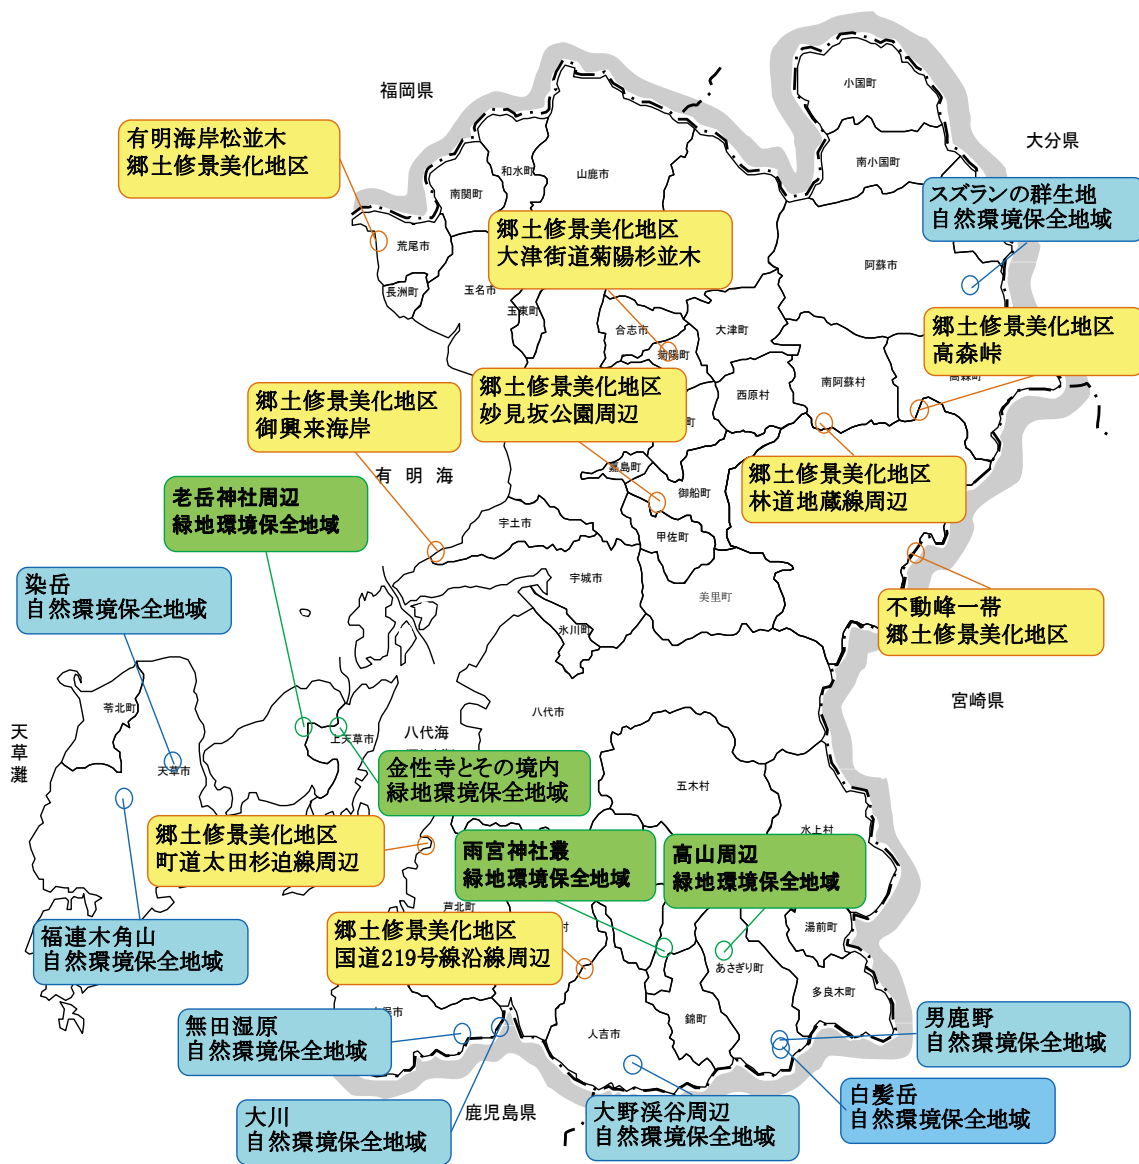 小国町
福岡県
大分県
有明海岸松並木
郷土修景美化地区
和水町
山鹿市
南小国町
南関町
スズランの群生地
自然環境保全地域
郷土修景美化地区
大津街道菊陽杉並木
荒尾市
阿蘇市
長洲町
玉名市
玉東町
合志市
大津町
菊陽町
郷土修景美化地区
高森峠
高森町
郷土修景美化地区
妙見坂公園周辺
西原村
南阿蘇村
郷土修景美化地区
御興来海岸
町
有明海
嘉島町
御船町
郷土修景美化地区
林道地蔵線周辺
老岳神社周辺
緑地環境保全地域
宇土市
甲佐町
宇城市
美里町
染岳
自然環境保全地域
不動峰一帯
郷土修景美化地区
氷川町
宮崎県
苓北町
八代市
天草灘
八代海
上天草市
天草市
金性寺とその境内
緑地環境保全地域
五木村
水上村
郷土修景美化地区
町道太田杉迫線周辺
雨宮神社叢
緑地環境保全地域
高山周辺
緑地環境保全地域
芦北町
村
湯前町
福連木角山
自然環境保全地域
郷土修景美化地区
国道219号線沿線周辺
あさぎり町
多良木町
市
無田湿原
自然環境保全地域
人吉市
錦町
男鹿野
自然環境保全地域
大川
自然環境保全地域
鹿児島県
大野渓谷周辺
自然環境保全地域
白髪岳
自然環境保全地域